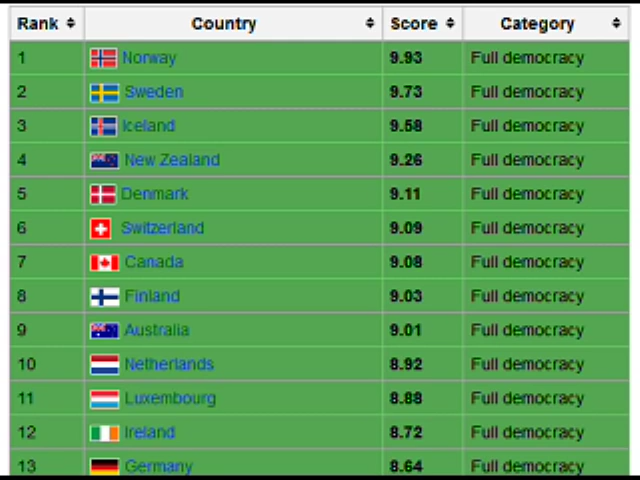 Rank Country Score Category
1 Norway 9.93 Full democracy
2 Sweden 9.73 Full democracy
3 Iceland 9.58 Full democracy
4 New Zealand 9.26 Full democracy
5 Denmark 9.11 Full democracy
6 Switzerland 9.09 Full democracy
7 Canada 9.08 Full democracy
8 Finland 9.03 Full democracy
9 Australia 9.01 Full democracy
10 Netherlands 8.92 Full democracy
11 Luxembourg 8.88 Full democracy
12 Ireland 8.72 Full democracy
13 Germany 8.64 Full democracy